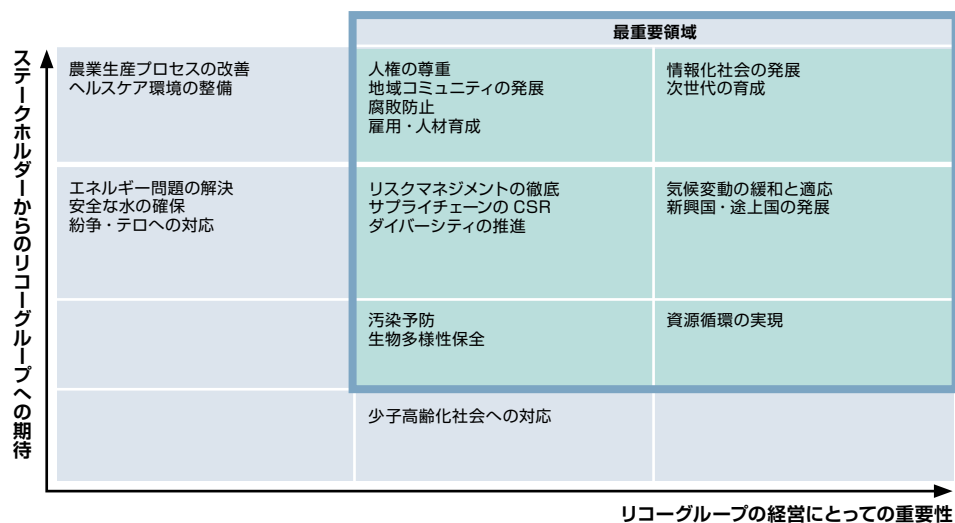 最重要領域
ステークホルダーからのリコーグループへの期待
農業生産プロセスの改善
ヘルスケア環境の整備
人権の尊重
地域コミュニティの発展
腐敗防止
雇用・人材育成
情報化社会の発展
次世代の育成
エネルギー問題の解決
安全な水の確保
紛争・テロへの対応
リスクマネジメントの徹底
サプライチェーンの CSR
ダイバーシティの推進
気候変動の緩和と適応
新興国・途上国の発展
汚染予防
生物多様性保全
資源循環の実現
少子高齢化社会への対応
リコーグループの経営にとっての重要性